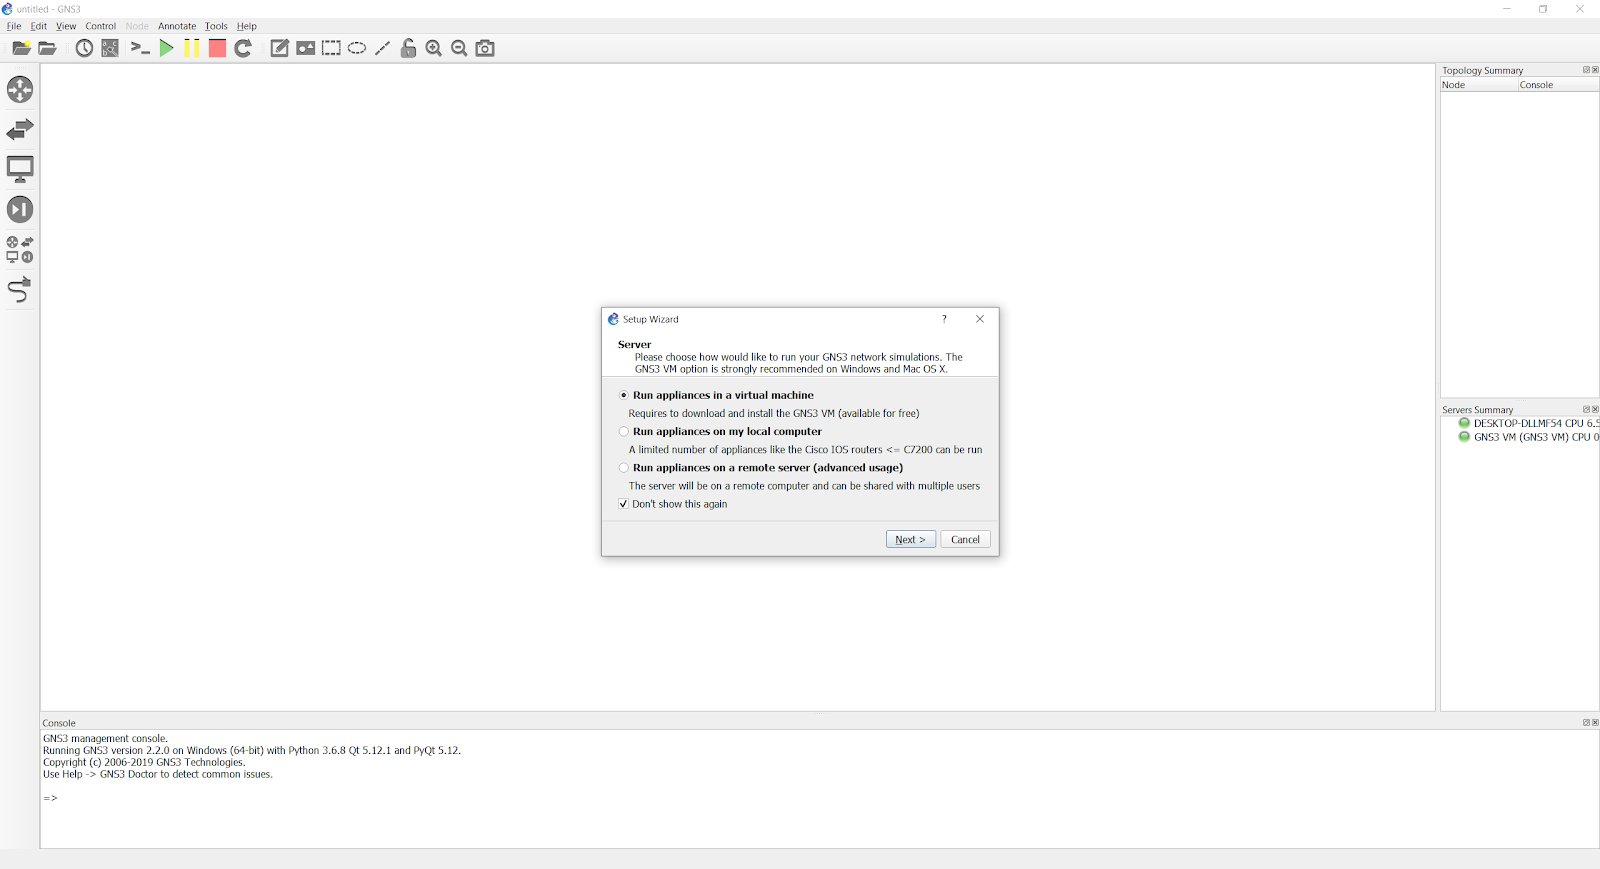 untitled - GNS3
File Edit View Control Node Annotate Tools Help
Topology Summary
Node Console
Setup Wizard ?
Server
Please choose how would like to run your GNS3 network simulations. The
GNS3 VM option is strongly recommended on Windows and Mac OS X.
Run appliances in a virtual machine
Requires to download and install the GNS3 VM (available for free)
Run appliances on my local computer
A limited number of appliances like the Cisco IOS routers <= C7200 can be run
Run appliances on a remote server (advanced usage)
The server will be on a remote computer and can be shared with multiple users
Don't show this again
Next > Cancel
Servers Summary
DESKTOP-DLLMF54 CPU 6.5
GNS3 VM (GNS3 VM) CPU 0
Console
GNS3 management console.
Running GNS3 version 2.2.0 on Windows (64-bit) with Python 3.6.8 Qt 5.12.1 and PyQt 5.12.
Copyright (c) 2006-2019 GNS3 Technologies.
Use Help -> GNS3 Doctor to detect common issues.
=>